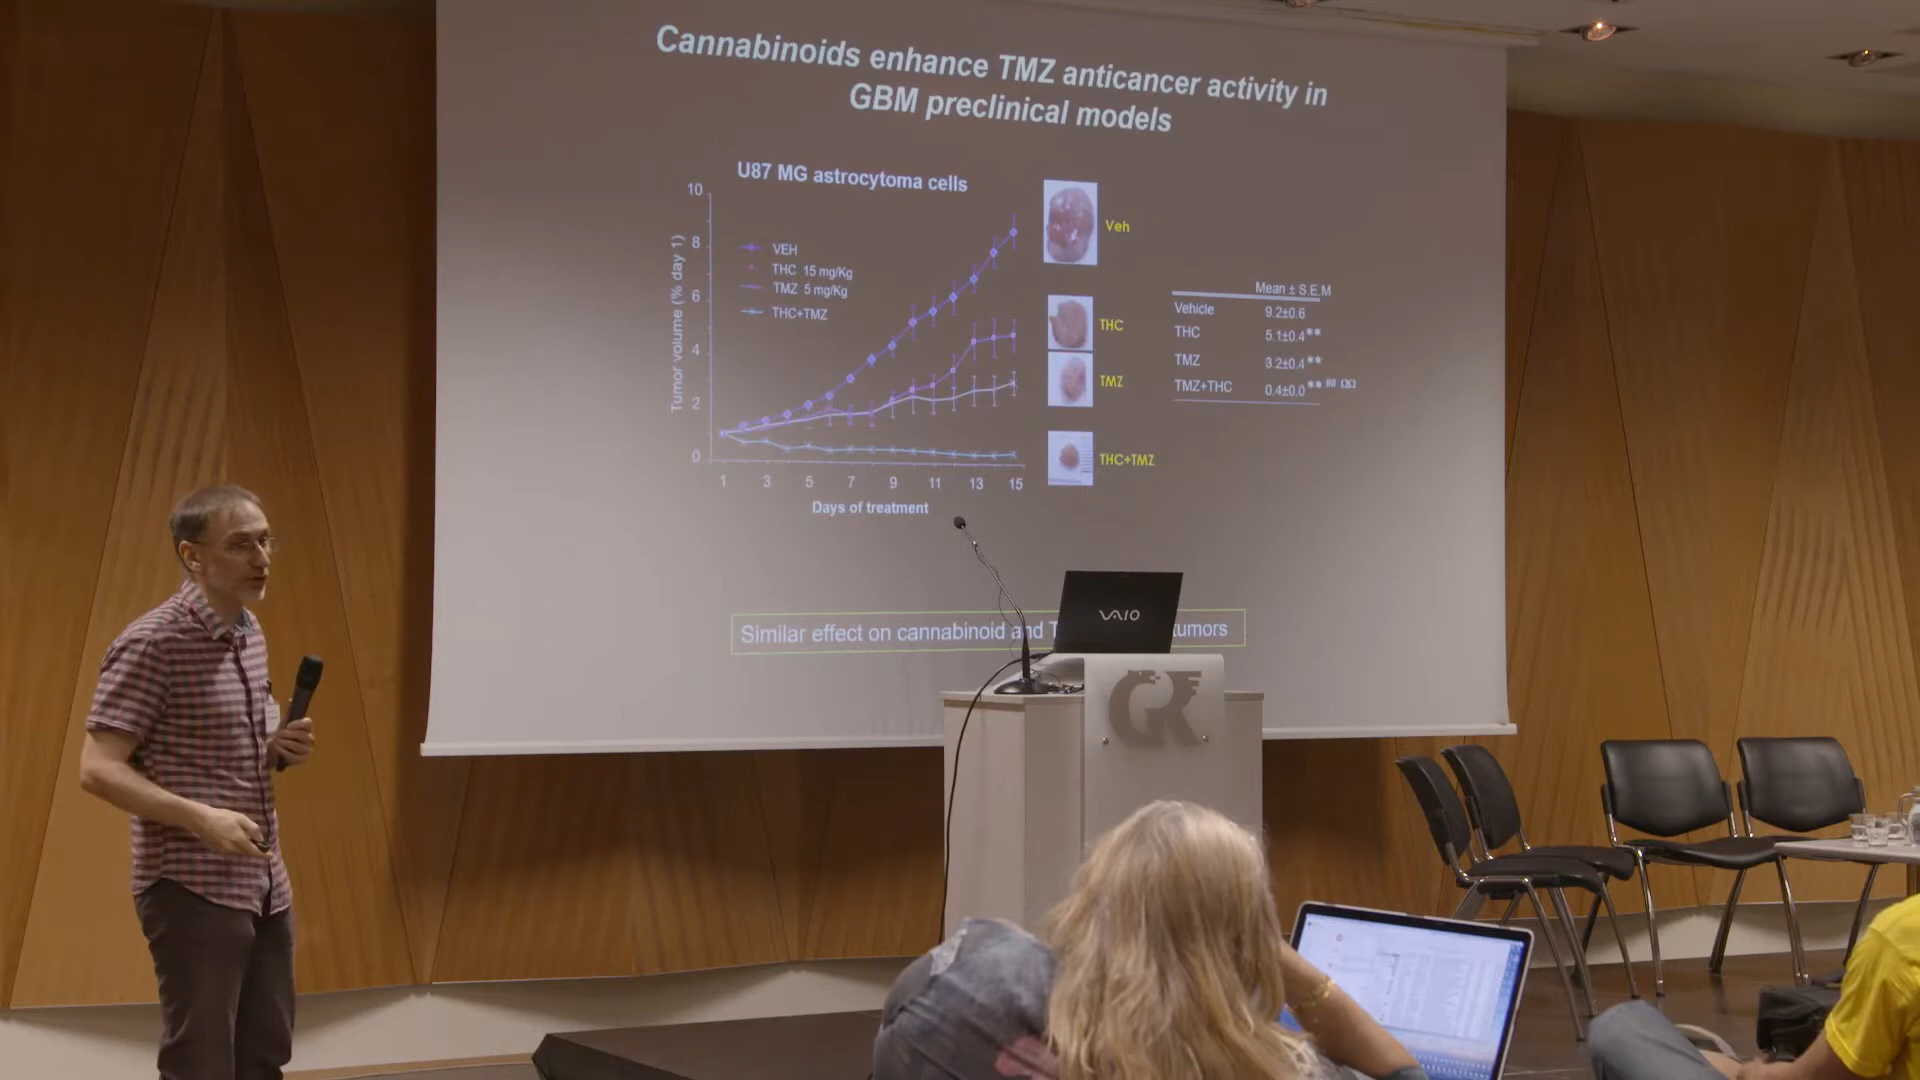 Cannabinoids enhance TMZ anticancer activity in
GBM preclinical models
U87 MG astrocytoma cells
Tumor volume (% day 1)
10
8
6
4
2
0
VEH
THC 15 mg/Kg
TMZ 5 mg/Kg
THC+TMZ
1 3 5 7 9 11 13 15
Days of treatment
Veh
THC
TMZ
THC+TMZ
Mean ± S.E.M
Vehicle 9.2±0.6
THC 5.1±0.4**
TMZ 3.2±0.4**
TMZ+THC 0.4±0.0** ## ΩΩ
Similar effect on cannabinoid and tumors
VAIO